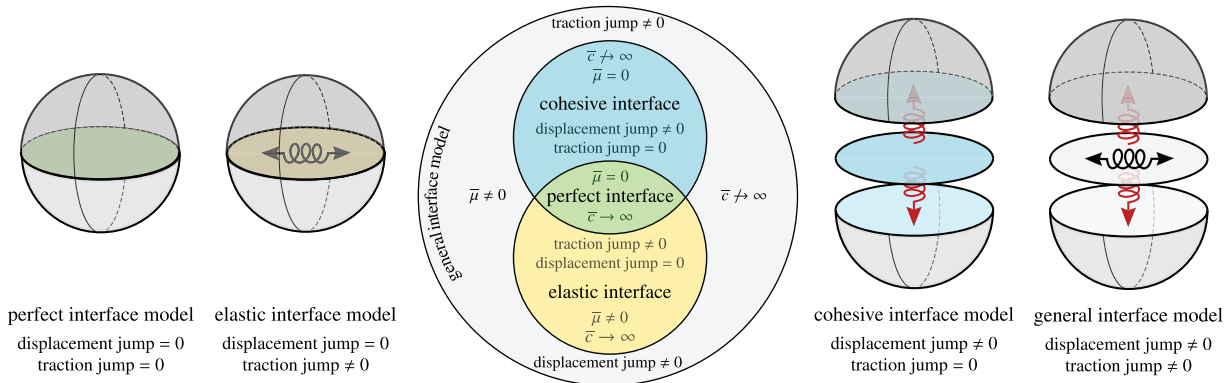 perfect interface model
displacement jump = 0
traction jump = 0
elastic interface model
displacement jump = 0
traction jump ≠ 0
general interface model
traction jump ≠ 0
c̅ ↛ ∞
μ̅ = 0
cohesive interface
displacement jump ≠ 0
traction jump = 0
μ̅ = 0
μ̅ ≠ 0
perfect interface
c̅ ↛ ∞
c̅ → ∞
traction jump ≠ 0
displacement jump = 0
elastic interface
μ̅ ≠ 0
c̅ → ∞
displacement jump ≠ 0
cohesive interface model
displacement jump ≠ 0
traction jump = 0
general interface model
displacement jump ≠ 0
traction jump ≠ 0